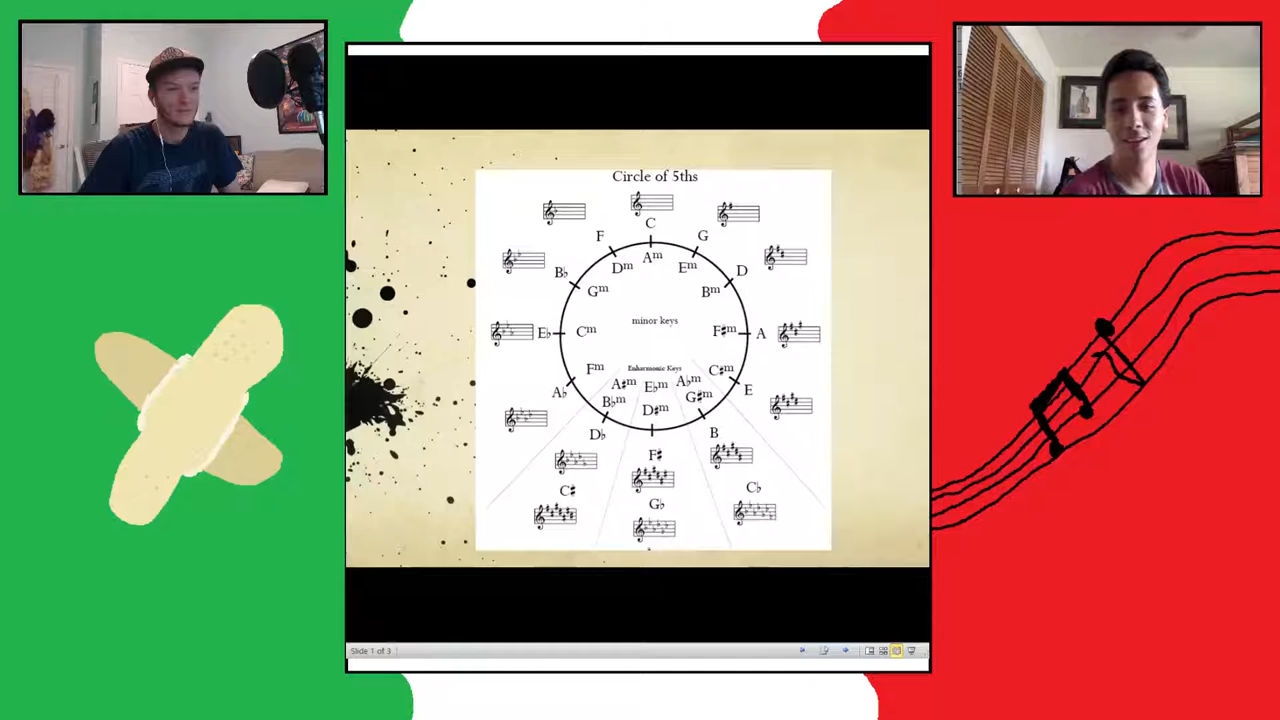 Circle of 5ths
C
F
G
Am
Dm
Em
B♭
D
Gm
Bm
minor keys
E♭
Cm
F♯m
A
Fm
Enharmonic Keys
C♯m
A♯m
E♭m
A♭m
A♭
B♭m
D♯m
G♯m
E
D♭
B
F♯
C♯
C♭
G♭
Slide 1 of 3